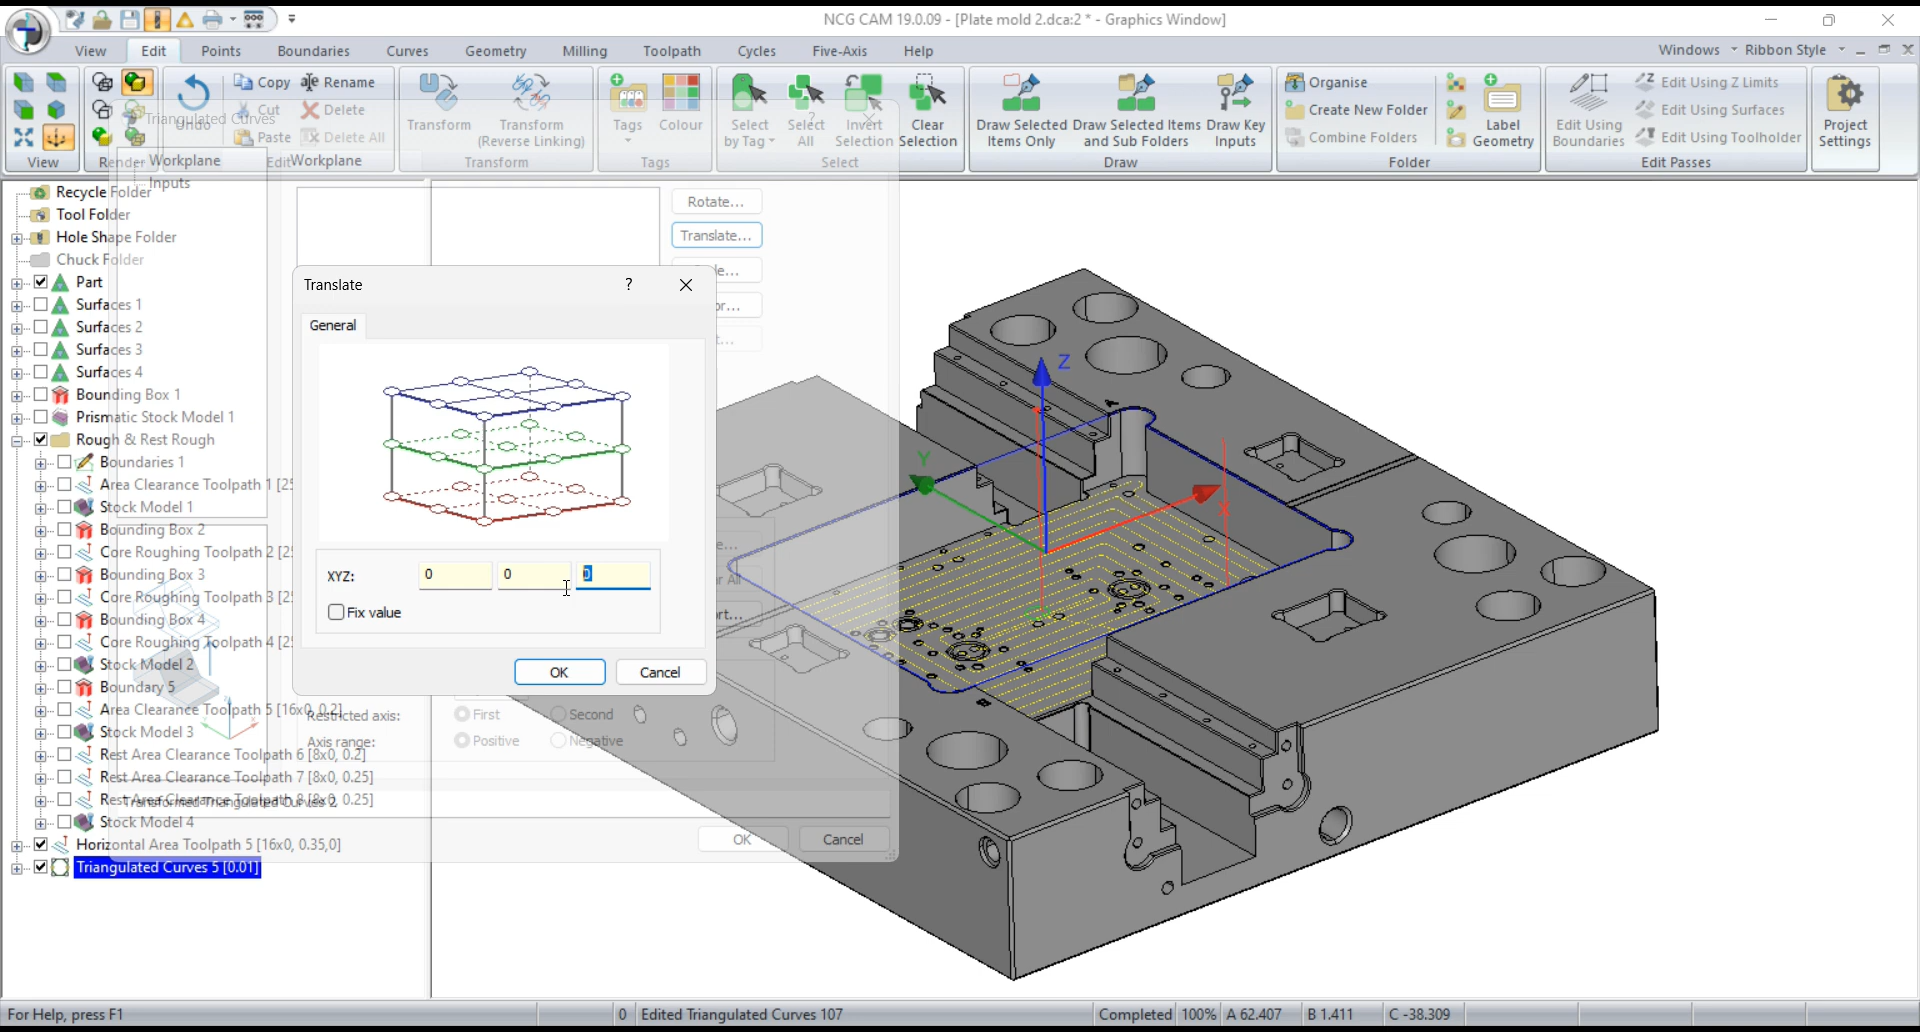 NCG CAM 19.0.09 - [Plate mold 2.dca:2 * - Graphics Window]
View Edit Points Boundaries Curves Geometry Milling Toolpath Cycles Five-Axis Help Windows Ribbon Style
Copy Rename Organise Edit Using Z Limits
Cut Delete Create New Folder Edit Using Surfaces
Triangulated Curves
Undo Transform Transform Tags Colour Select Select Invert Clear Draw Selected Draw Selected Items Draw Key Label Edit Using Project
Paste Delete All (Reverse Linking) by Tag All Selection Selection Items Only and Sub Folders Inputs Combine Folders Geometry Boundaries Edit Using Toolholder Settings
View Render Workplane Edit Workplane Transform Tags Select Draw Folder Edit Passes
Inputs
Recycle Folder
Rotate...
Tool Folder
Hole Shape Folder
Translate...
Chuck Folder
Part
Translate ?
Surfaces 1
Surfaces 2
General
Surfaces 3
Surfaces 4
Z
Bounding Box 1
Prismatic Stock Model 1
Rough & Rest Rough
Boundaries 1
Y
Area Clearance Toolpath 1 [25
X
Stock Model 1
Bounding Box 2
Core Roughing Toolpath 2 [25
Bounding Box 3
XYZ: 0 0 0
Core Roughing Toolpath 3 [25
Fix value
Bounding Box 4
Core Roughing Toolpath 4 [25
Stock Model 2
OK Cancel
Boundary 5
Area Clearance Toolpath 5 [16x0, 0.2]
Restricted axis: First Second
Stock Model 3
Axis range: Positive Negative
Rest Area Clearance Toolpath 6 [8x0, 0.2]
Rest Area Clearance Toolpath 7 [8x0, 0.25]
Rest Area Clearance Toolpath 8 [8x0, 0.25]
Transformed Triangulated Curves 2
Stock Model 4
Horizontal Area Toolpath 5 [16x0, 0.35,0]
OK Cancel
Triangulated Curves 5 [0.01]
For Help, press F1 0 Edited Triangulated Curves 107 Completed 100% A 62.407 B 1.411 C -38.309